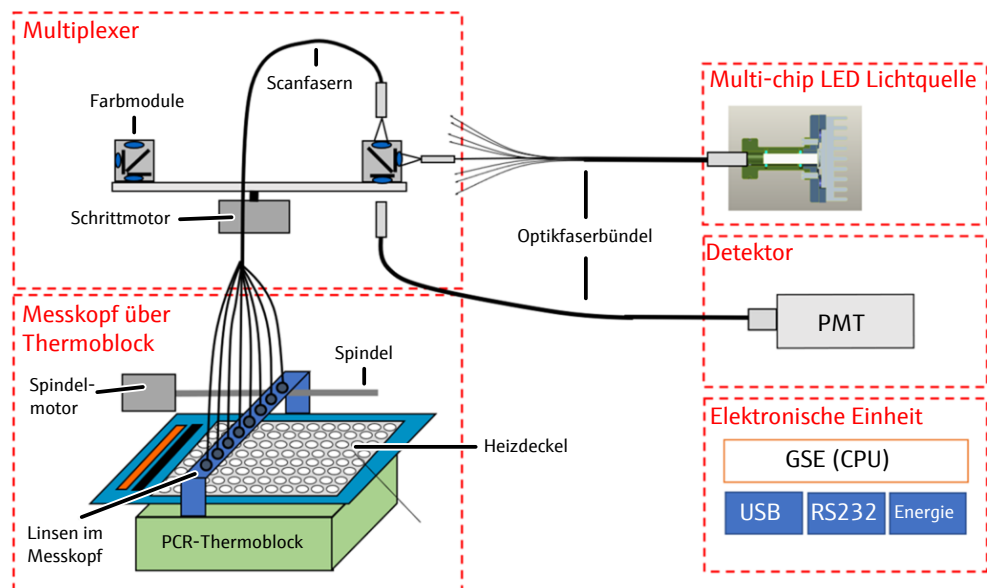 Multiplexer
Scanfasern
Farbmodule
Schrittmotor
Multi-chip LED Lichtquelle
Optikfaserbündel
Detektor
PMT
Messkopf über
Thermoblock
Spindel
Spindel-
motor
Heizdeckel
Linsen im
Messkopf
PCR-Thermoblock
Elektronische Einheit
GSE (CPU)
USB
RS232
Energie